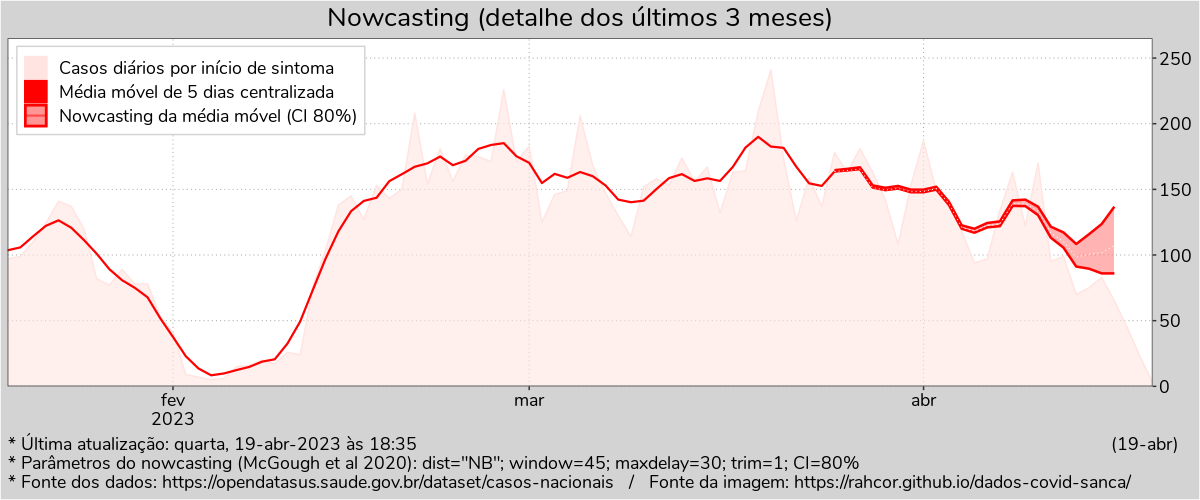 Nowcasting (detalhe dos últimos 3 meses)
Casos diários por início de sintoma
Média móvel de 5 dias centralizada
Nowcasting da média móvel (CI 80%)
250
200
150
100
50
0
fev
2023
mar
abr
* Última atualização: quarta, 19-abr-2023 às 18:35
(19-abr)
* Parâmetros do nowcasting (McGough et al 2020): dist="NB"; window=45; maxdelay=30; trim=1; CI=80%
* Fonte dos dados: https://opendatasus.saude.gov.br/dataset/casos-nacionais / Fonte da imagem: https://rahcor.github.io/dados-covid-sanca/